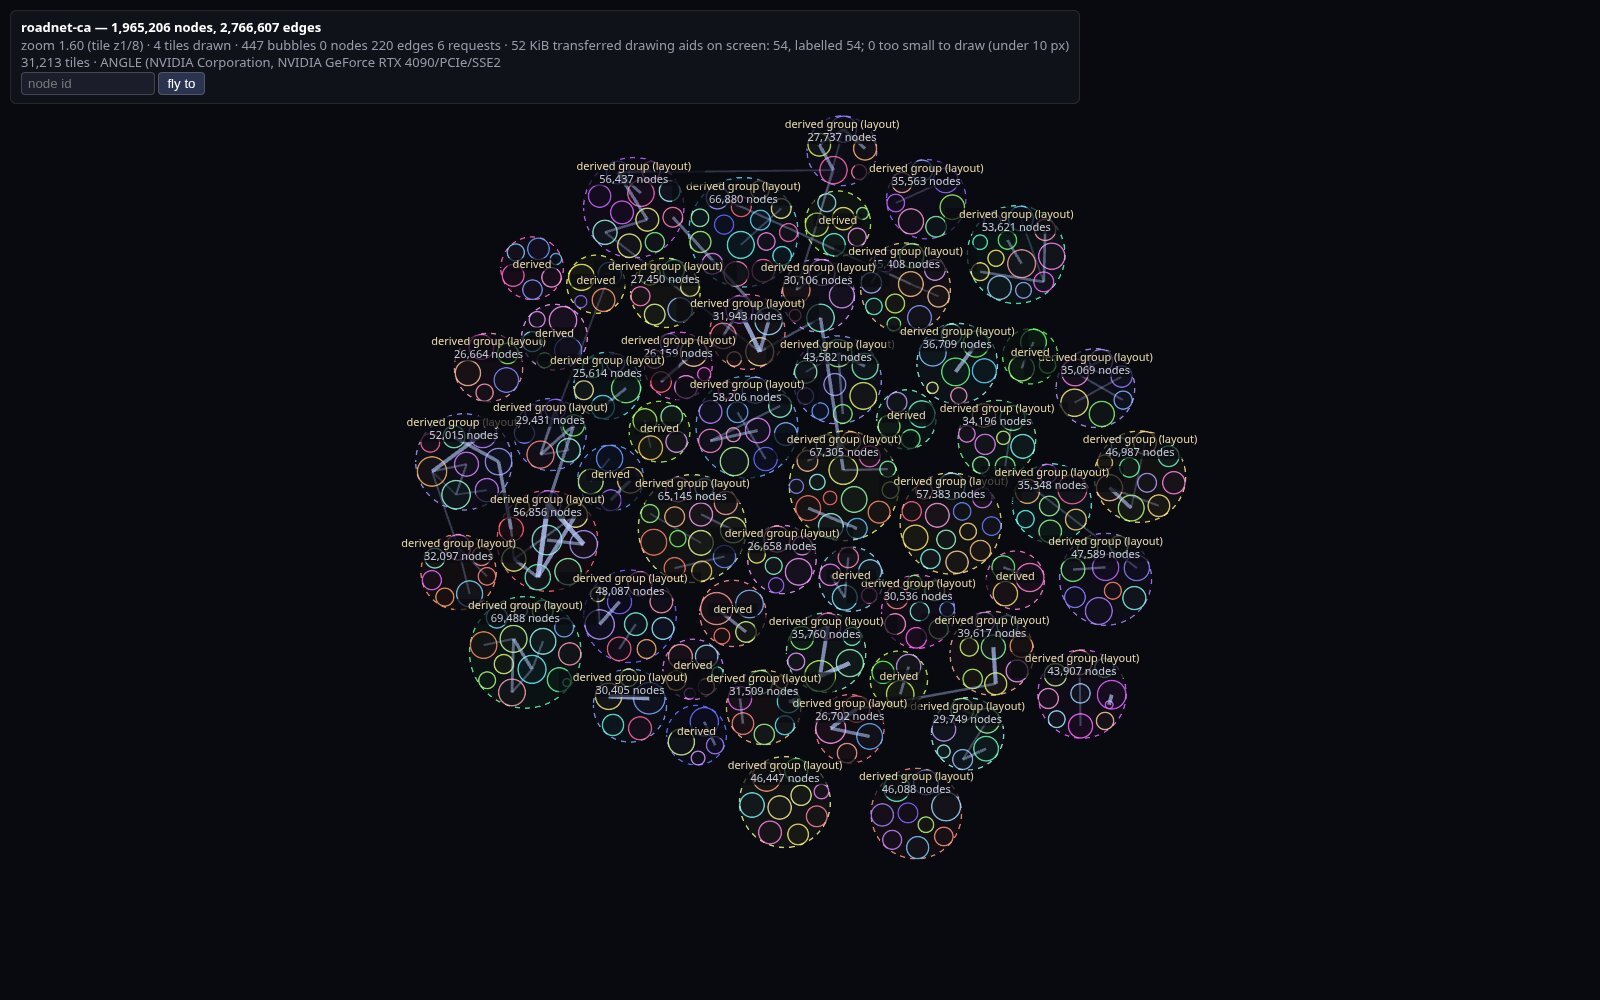 roadnet-ca — 1,965,206 nodes, 2,766,607 edges
zoom 1.60 (tile z1/8) · 4 tiles drawn · 447 bubbles 0 nodes 220 edges 6 requests · 52 KiB transferred drawing aids on screen: 54, labelled 54; 0 too small to draw (under 10 px)
31,213 tiles · ANGLE (NVIDIA Corporation, NVIDIA GeForce RTX 4090/PCIe/SSE2
node id fly to
derived group (layout)
27,737 nodes
derived group (layout)
56,437 nodes
derived group (layout)
35,563 nodes
derived group (layout)
66,880 nodes
derived group (layout)
53,621 nodes
derived
derived group (layout)
408 nodes
derived
derived group (layout)
27,450 nodes
derived group (layout)
30,106 nodes
derived
derived group (layout)
31,943 nodes
derived
derived group (layout)
36,709 nodes
derived group (layout)
26,664 nodes
derived group (layout)
26,159 nodes
derived group (layout)
43,582 nodes
derived
derived group (layout)
35,069 nodes
derived group (layout)
25,614 nodes
derived group (layout)
58,206 nodes
derived group (layout)
29,431 nodes
derived group (layout)
34,196 nodes
derived
derived group (layout)
52,015 nodes
derived
derived group (layout)
67,305 nodes
derived group (layout)
46,987 nodes
derived
derived group (layout)
35,348 nodes
derived group (layout)
65,145 nodes
derived group (layout)
57,383 nodes
derived group (layout)
56,856 nodes
derived group (layout)
26,658 nodes
derived group (layout)
32,097 nodes
derived group (layout)
47,589 nodes
derived group (layout)
48,087 nodes
derived
derived
derived group (layout)
30,536 nodes
derived group (layout)
69,488 nodes
derived
derived group (layout)
35,760 nodes
derived group (layout)
39,617 nodes
derived
derived group (layout)
43,907 nodes
derived group (layout)
30,405 nodes
derived group (layout)
31,509 nodes
derived
derived group (layout)
26,702 nodes
derived group (layout)
29,749 nodes
derived
derived group (layout)
46,447 nodes
derived group (layout)
46,088 nodes